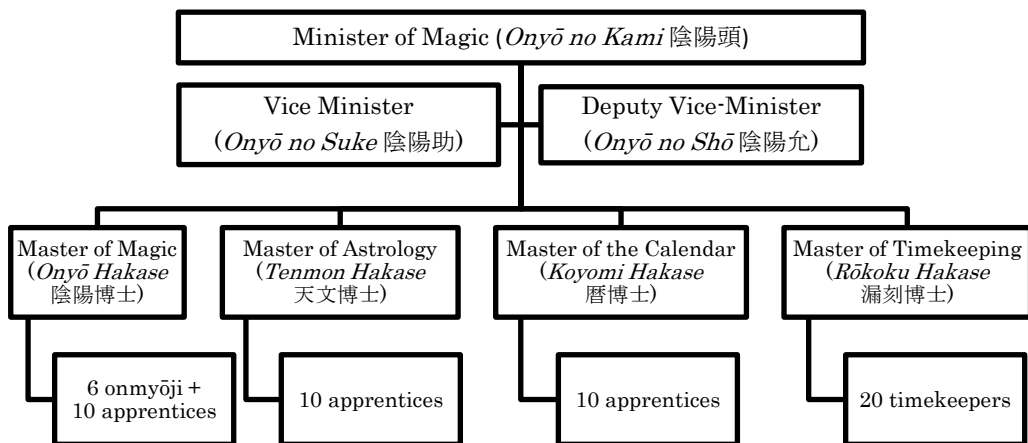 Minister of Magic (Onyō no Kami 陰陽頭)
Vice Minister
(Onyō no Suke 陰陽助)
Deputy Vice-Minister
(Onyō no Shō 陰陽允)
Master of Magic
(Onyō Hakase
陰陽博士)
Master of Astrology
(Tenmon Hakase
天文博士)
Master of the Calendar
(Koyomi Hakase
暦博士)
Master of Timekeeping
(Rōkoku Hakase
漏刻博士)
6 onmyōji +
10 apprentices
10 apprentices
10 apprentices
20 timekeepers